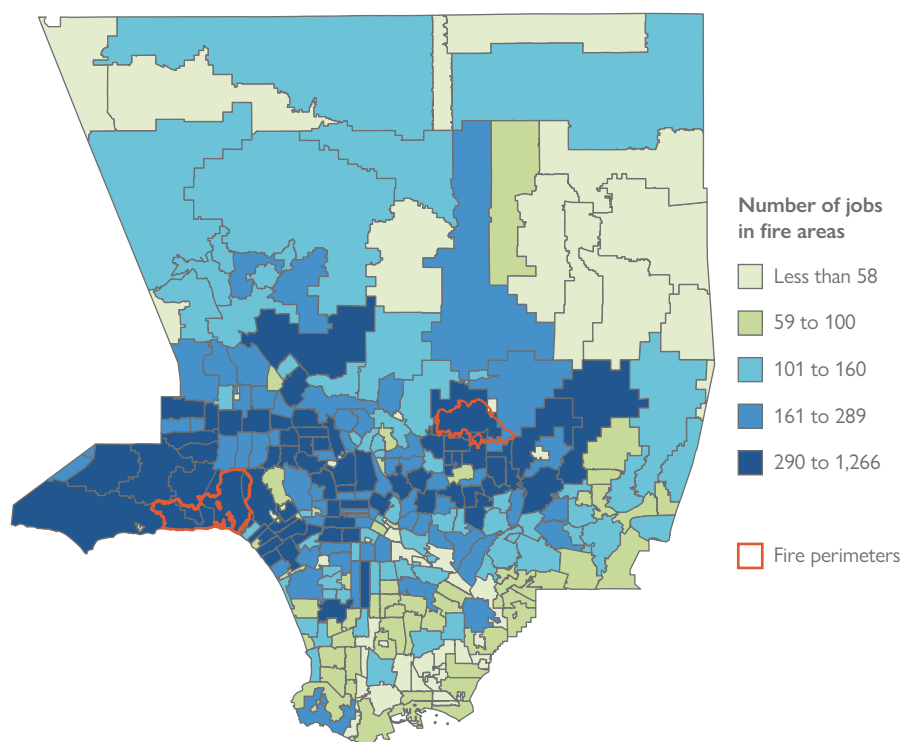 Number of jobs
in fire areas
Less than 58
59 to 100
101 to 160
161 to 289
290 to 1,266
Fire perimeters